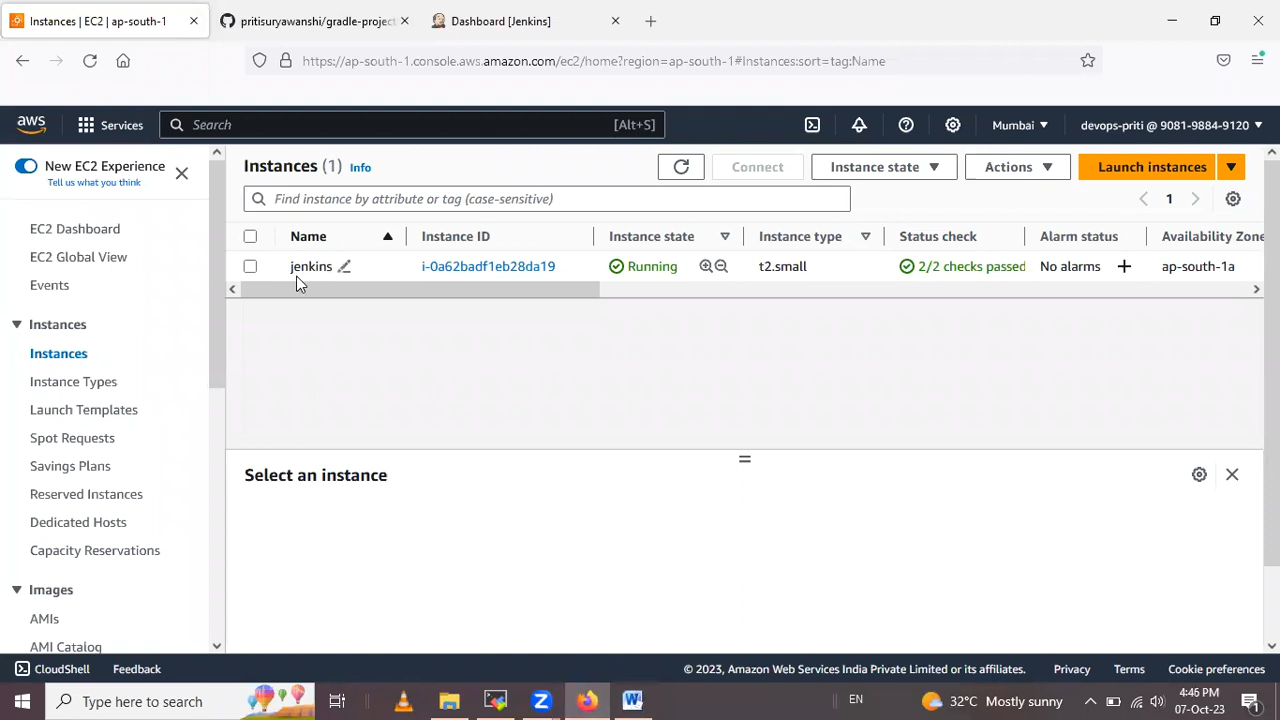 Instances | EC2 | ap-south-1
pritisuryawanshi/gradle-project
Dashboard [Jenkins]
https://ap-south-1.console.aws.amazon.com/ec2/home?region=ap-south-1#Instances:sort=tag:Name
aws
Services
Search
[Alt+S]
Mumbai
devops-priti @ 9081-9884-9120
New EC2 Experience
Tell us what you think
EC2 Dashboard
EC2 Global View
Events
Instances
Instances
Instance Types
Launch Templates
Spot Requests
Savings Plans
Reserved Instances
Dedicated Hosts
Capacity Reservations
Images
AMIs
AMI Catalog
Instances (1) Info
Connect
Instance state
Actions
Launch instances
Find instance by attribute or tag (case-sensitive)
1
Name Instance ID Instance state Instance type Status check Alarm status Availability Zone
jenkins i-0a62badf1eb28da19 Running t2.small 2/2 checks passed No alarms ap-south-1a
Select an instance
CloudShell
Feedback
© 2023, Amazon Web Services India Private Limited or its affiliates.
Privacy
Terms
Cookie preferences
Type here to search
EN
32°C Mostly sunny
4:46 PM
07-Oct-23
1